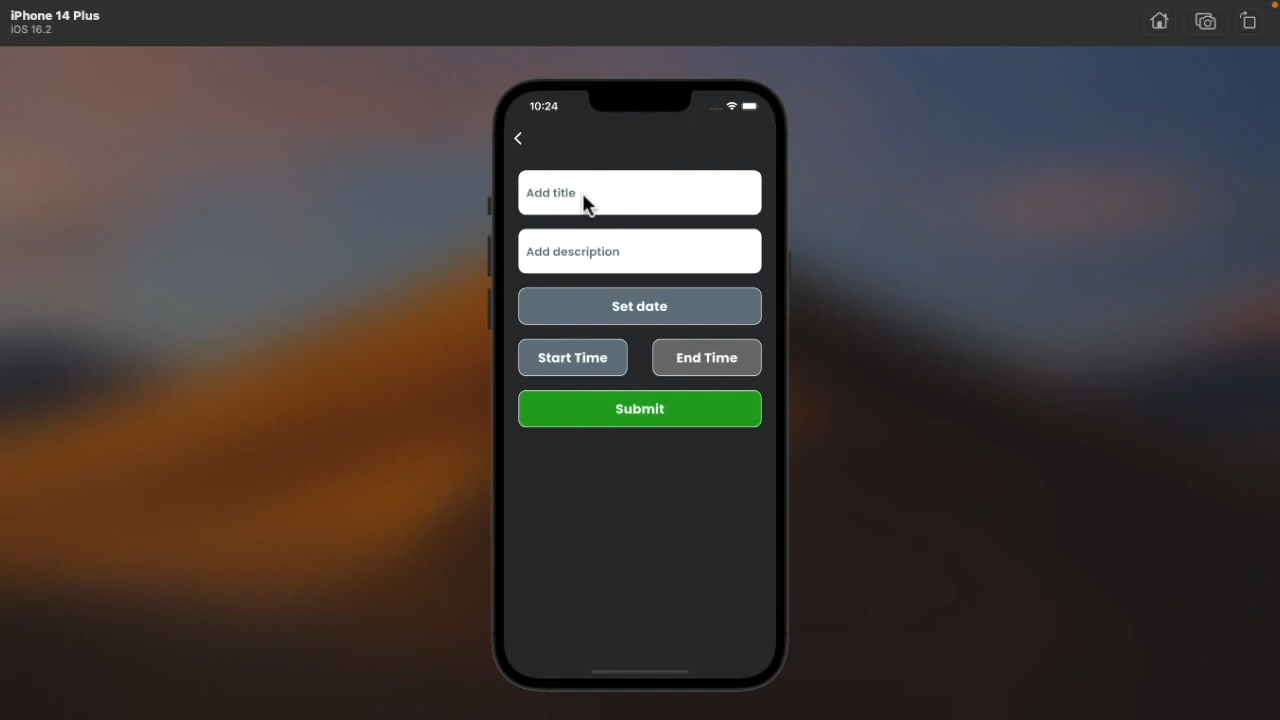 iPhone 14 Plus
iOS 16.2
10:24
Add title
Add description
Set date
Start Time
End Time
Submit